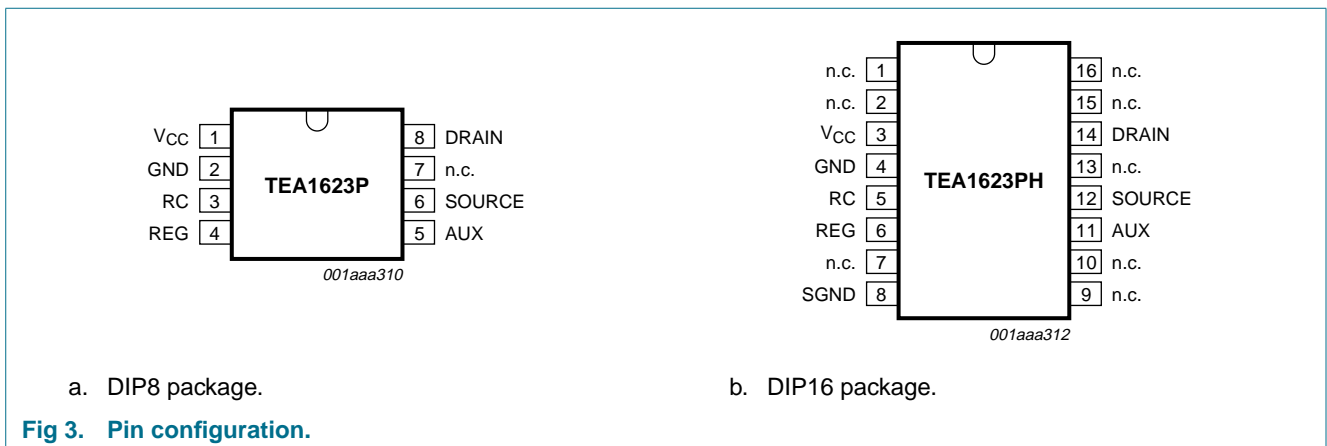 VCC 1 8 DRAIN
GND 2 7 n.c.
RC 3 6 SOURCE
REG 4 5 AUX
TEA1623P
001aaa310
n.c. 1 16 n.c.
n.c. 2 15 n.c.
VCC 3 14 DRAIN
GND 4 13 n.c.
RC 5 12 SOURCE
REG 6 11 AUX
n.c. 7 10 n.c.
SGND 8 9 n.c.
TEA1623PH
001aaa312
a. DIP8 package.
b. DIP16 package.
Fig 3. Pin configuration.